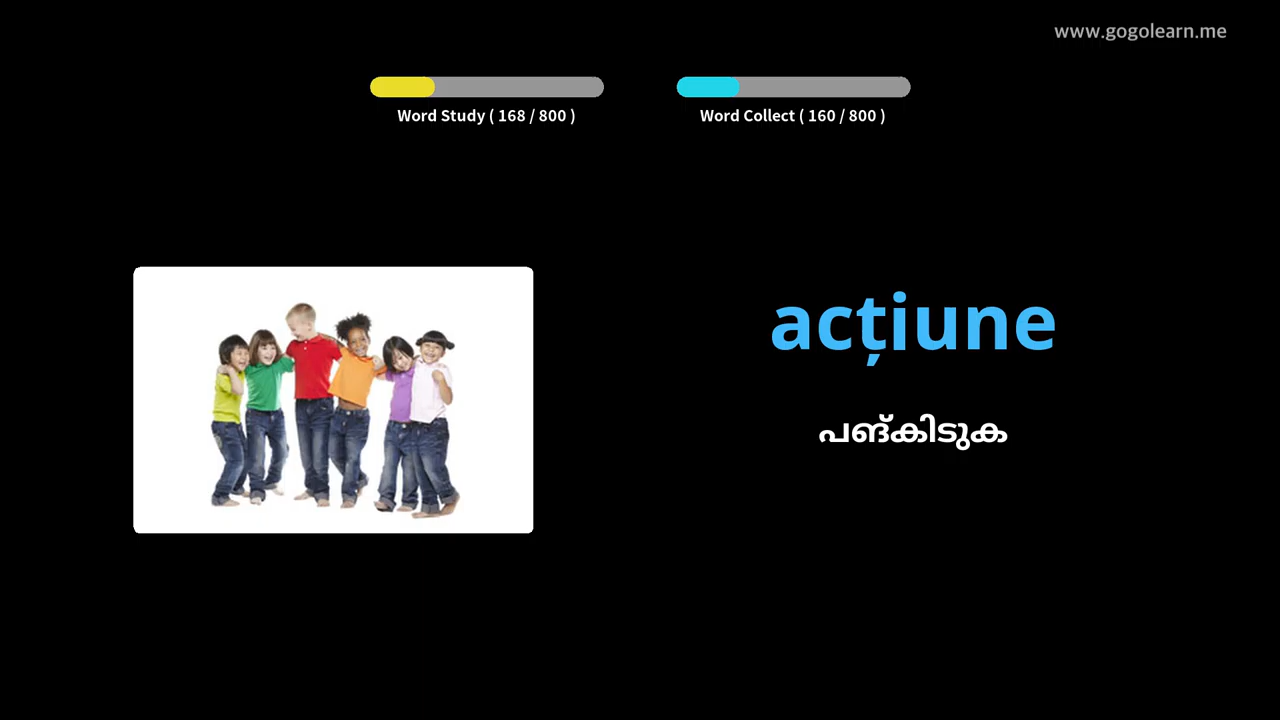 www.gogolearn.me
Word Study ( 168 / 800 )
Word Collect ( 160 / 800 )
acțiune
പങ്കിടുക